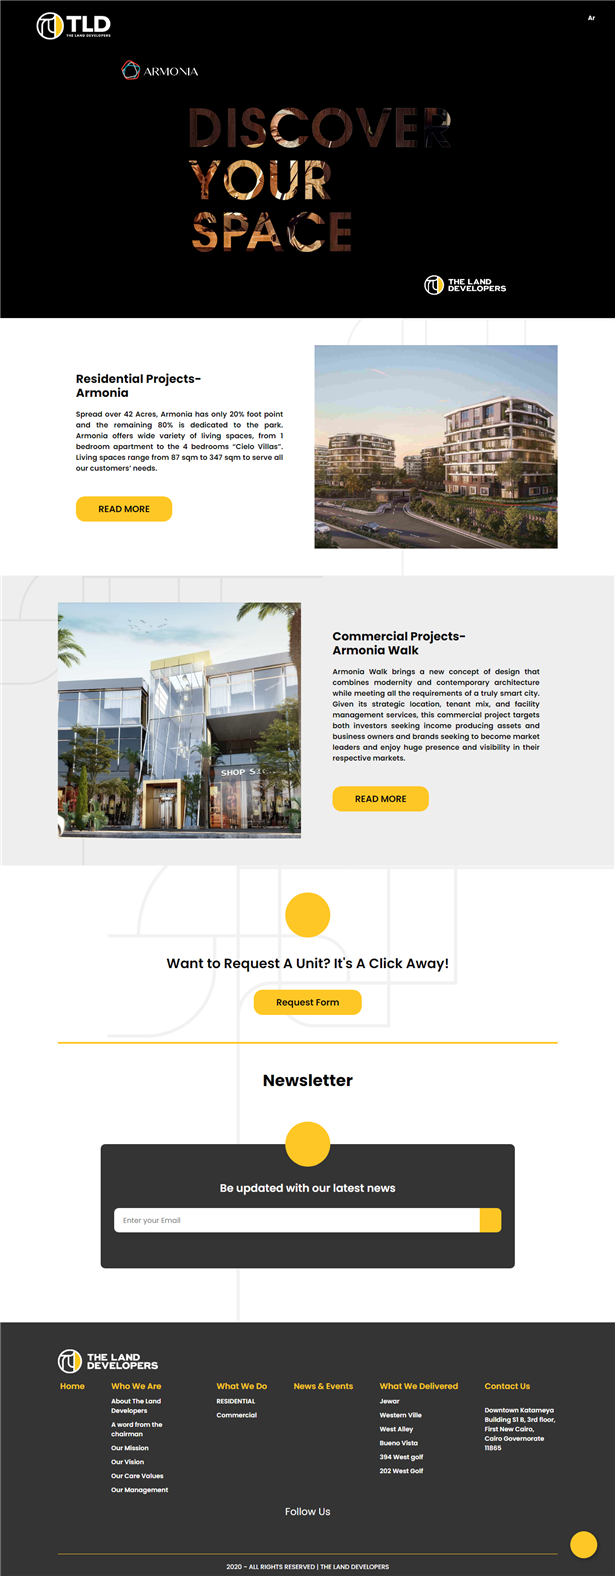 TLD
THE LAND DEVELOPERS
Ar
ARMONIA
DISCOVER
YOUR
SPACE
THE LAND
DEVELOPERS
Residential Projects-
Armonia
Spread over 42 Acres, Armonia has only 20% foot point
and the remaining 80% is dedicated to the park.
Armonia offers wide variety of living spaces, from 1
bedroom apartment to the 4 bedrooms “Cielo Villas”.
Living spaces range from 87 sqm to 347 sqm to serve all
our customers’ needs.
READ MORE
SHOP
Commercial Projects-
Armonia Walk
Armonia Walk brings a new concept of design that
combines modernity and contemporary architecture
while meeting all the requirements of a truly smart city.
Given its strategic location, tenant mix, and facility
management services, this commercial project targets
both investors seeking income producing assets and
business owners and brands seeking to become market
leaders and enjoy huge presence and visibility in their
respective markets.
READ MORE
Want to Request A Unit? It's A Click Away!
Request Form
Newsletter
Be updated with our latest news
Enter your Email
THE LAND
DEVELOPERS
Home
Who We Are
About The Land
Developers
A word from the
chairman
Our Mission
Our Vision
Our Care Values
Our Management
What We Do
RESIDENTIAL
Commercial
News & Events
What We Delivered
Jewar
Western Ville
West Alley
Bueno Vista
394 West golf
202 West Golf
Contact Us
Downtown Katameya
Building S1 B, 3rd floor,
First New Cairo,
Cairo Governorate
11865
Follow Us
2020 – ALL RIGHTS RESERVED | THE LAND DEVELOPERS